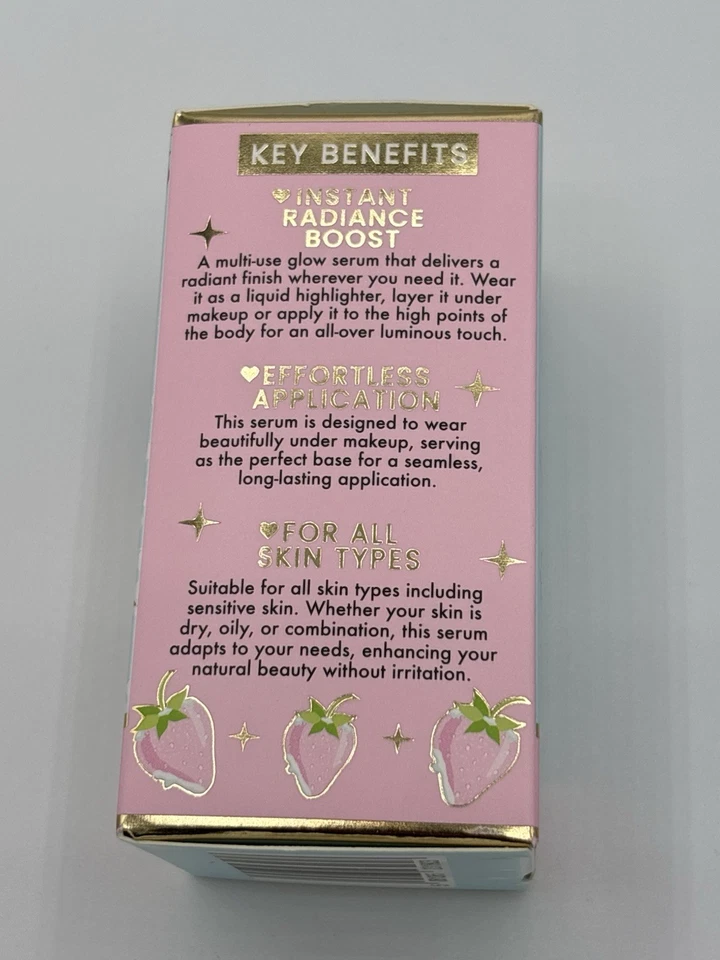 KEY BENEFITS
INSTANT
RADIANCE
BOOST
A multi-use glow serum that delivers a
radiant finish wherever you need it. Wear
it as a liquid highlighter, layer it under
makeup or apply it to the high points of
the body for an all-over luminous touch.
EFFORTLESS
APPLICATION
This serum is designed to wear
beautifully under makeup, serving
as the perfect base for a seamless,
long-lasting application.
FOR ALL
SKIN TYPES
Suitable for all skin types including
sensitive skin. Whether your skin is
dry, oily, or combination, this serum
adapts to your needs, enhancing your
natural beauty without irritation.